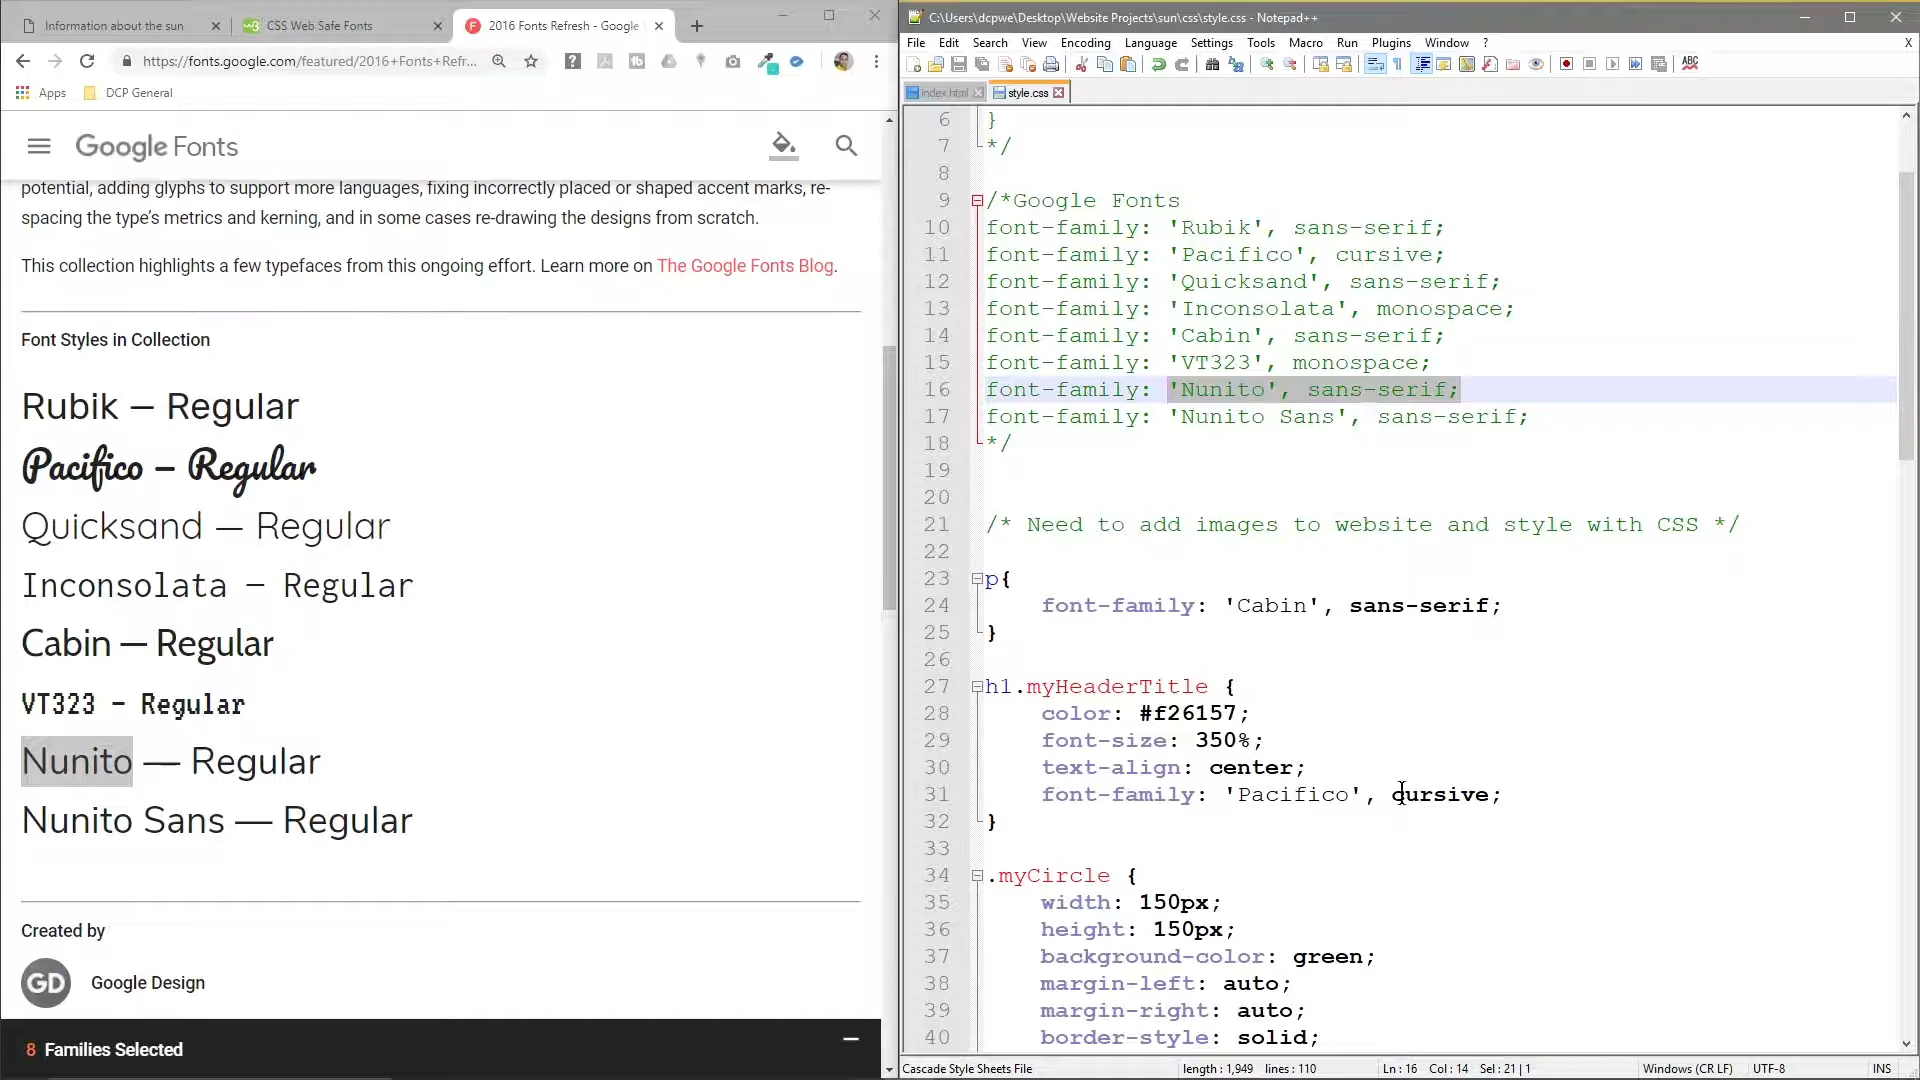 Information about the sun
CSS Web Safe Fonts
2016 Fonts Refresh - Google
https://fonts.google.com/featured/2016+Fonts+Refr...
Apps
DCP General
Google Fonts
potential, adding glyphs to support more languages, fixing incorrectly placed or shaped accent marks, re-
spacing the type's metrics and kerning, and in some cases re-drawing the designs from scratch.
This collection highlights a few typefaces from this ongoing effort. Learn more on The Google Fonts Blog.
Font Styles in Collection
Rubik — Regular
Pacifico — Regular
Quicksand — Regular
Inconsolata — Regular
Cabin — Regular
VT323 — Regular
Nunito — Regular
Nunito Sans — Regular
Created by
GD
Google Design
8 Families Selected
C:\Users\dcpwe\Desktop\Website Projects\sun\css\style.css - Notepad++
File Edit Search View Encoding Language Settings Tools Macro Run Plugins Window ? X
index.html
style.css
6 }
7 */
8
9 /*Google Fonts
10 font-family: 'Rubik', sans-serif;
11 font-family: 'Pacifico', cursive;
12 font-family: 'Quicksand', sans-serif;
13 font-family: 'Inconsolata', monospace;
14 font-family: 'Cabin', sans-serif;
15 font-family: 'VT323', monospace;
16 font-family: 'Nunito', sans-serif;
17 font-family: 'Nunito Sans', sans-serif;
18 */
19
20
21 /* Need to add images to website and style with CSS */
22
23 p{
24 font-family: 'Cabin', sans-serif;
25 }
26
27 h1.myHeaderTitle {
28 color: #f26157;
29 font-size: 350%;
30 text-align: center;
31 font-family: 'Pacifico', cursive;
32 }
33
34 .myCircle {
35 width: 150px;
36 height: 150px;
37 background-color: green;
38 margin-left: auto;
39 margin-right: auto;
40 border-style: solid;
Cascade Style Sheets File length : 1,949 lines : 110 Ln : 16 Col : 14 Sel : 21 | 1 Windows (CR LF) UTF-8 INS